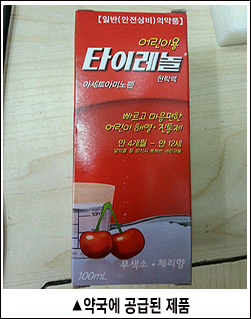 [일반(안전상비)의약품]
어린이용
타이레놀
현탁액
아세트아미노펜
빠르고 마음편한
어린이 해열·진통제
만 4개월 - 만 12세
무색소·체리향
100mL
▲약국에 공급된 제품